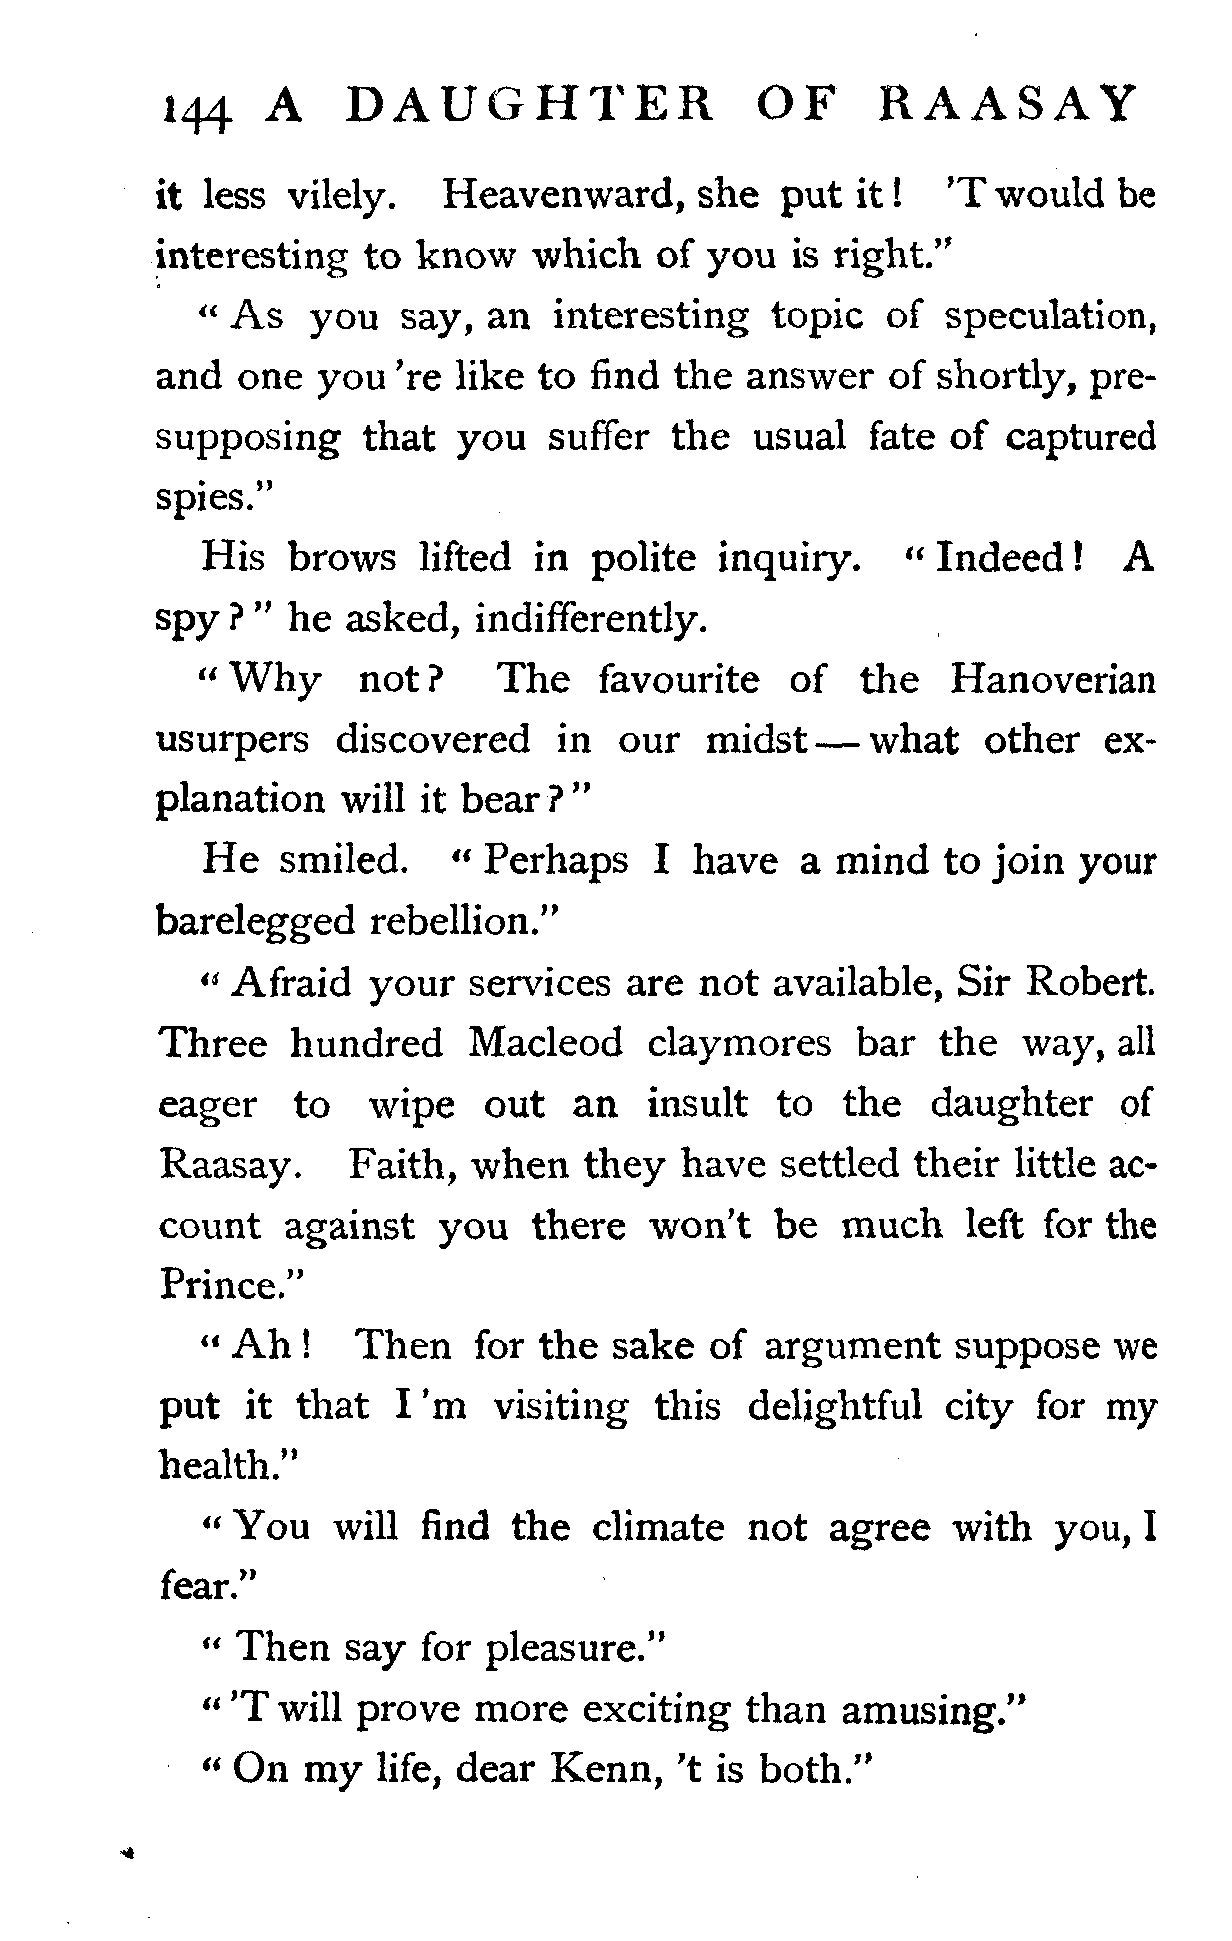 144 A DAUGHTER OF RAASAY
it less vilely. Heavenward, she put it! 'T would be
interesting to know which of you is right."
"As you say, an interesting topic of speculation,
and one you 're like to find the answer of shortly, pre-
supposing that you suffer the usual fate of captured
spies."
His brows lifted in polite inquiry. "Indeed! A
spy?" he asked, indifferently.
"Why not? The favourite of the Hanoverian
usurpers discovered in our midst — what other ex-
planation will it bear?"
He smiled. "Perhaps I have a mind to join your
barelegged rebellion."
"Afraid your services are not available, Sir Robert.
Three hundred Macleod claymores bar the way, all
eager to wipe out an insult to the daughter of
Raasay. Faith, when they have settled their little ac-
count against you there won't be much left for the
Prince."
"Ah! Then for the sake of argument suppose we
put it that I 'm visiting this delightful city for my
health."
"You will find the climate not agree with you, I
fear."
"Then say for pleasure."
"'T will prove more exciting than amusing."
"On my life, dear Kenn, 't is both."